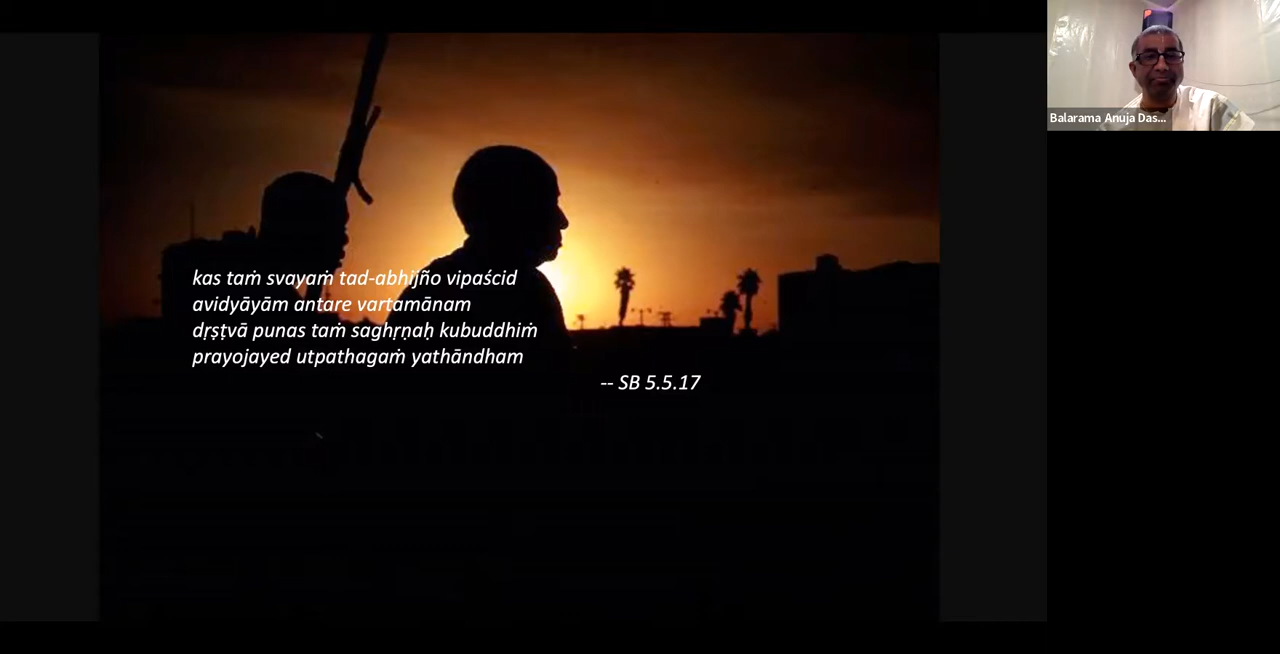 kas taṁ svayaṁ tad-abhijño vipaścid
avidyāyām antare vartamānam
dṛṣṭvā punas taṁ saghṛṇaḥ kubuddhiṁ
prayojayed utpathagaṁ yathāndham
-- SB 5.5.17
Balarama Anuja Das...